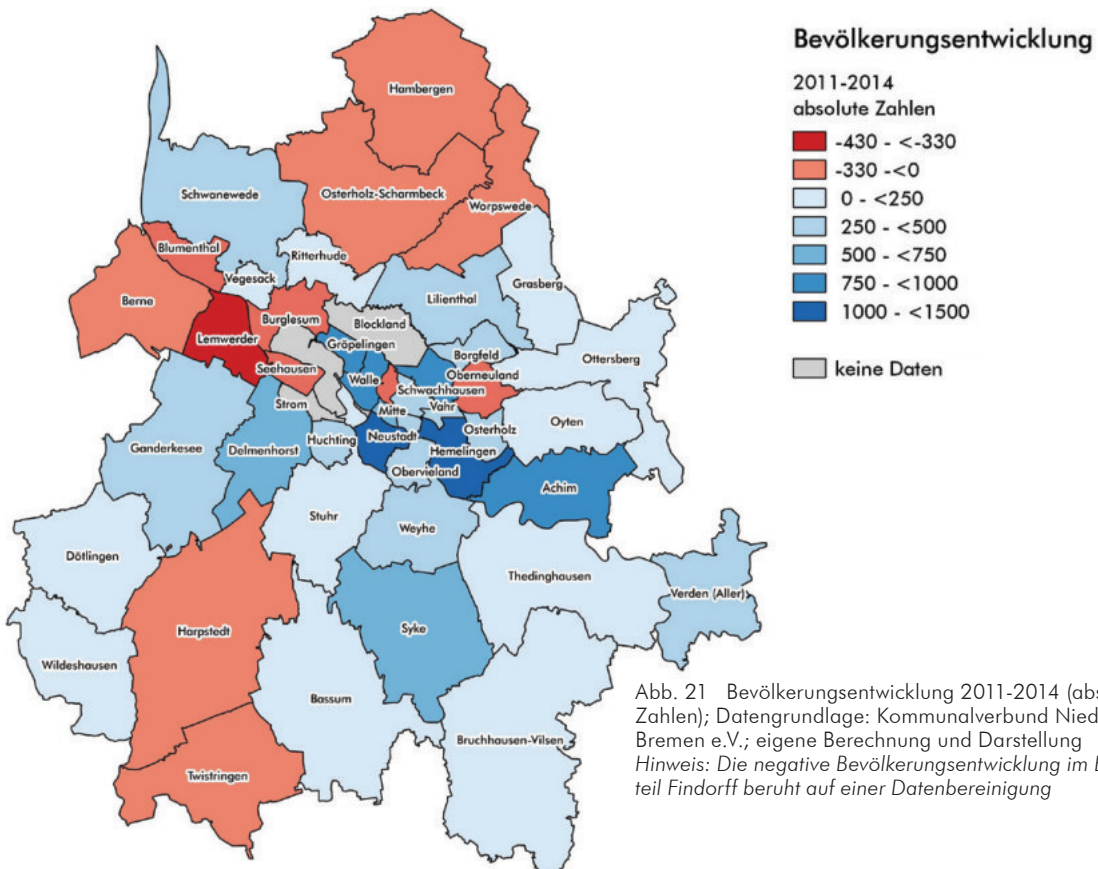 Bevölkerungsentwicklung
2011-2014
absolute Zahlen
-430 - <-330
-330 -<0
0 - <250
250 - <500
500 - <750
750 - <1000
1000 - <1500
keine Daten
Hambergen
Osterholz-Scharmbeck
Worpswede
Schwanewede
Blumenthal
Vegesack
Ritterhude
Grasberg
Berne
Lilienthal
Burglesum
Blockland
Lemwerder
Gröpelingen
Borgfeld
Ottersberg
Seehausen
Walle
Oberneuland
Schwachhausen
Strom
Mitte
Vahr
Oyten
Ganderkesee
Delmenhorst
Huchting
Neustadt
Osterholz
Hemelingen
Obervieland
Achim
Stuhr
Weyhe
Dötlingen
Thedinghausen
Verden (Aller)
Harpstedt
Syke
Wildeshausen
Bassum
Bruchhausen-Vilsen
Twistringen
Abb. 21 Bevölkerungsentwicklung 2011-2014 (abs
Zahlen); Datengrundlage: Kommunalverbund Nied
Bremen e.V.; eigene Berechnung und Darstellung
Hinweis: Die negative Bevölkerungsentwicklung im
teil Findorff beruht auf einer Datenbereinigung